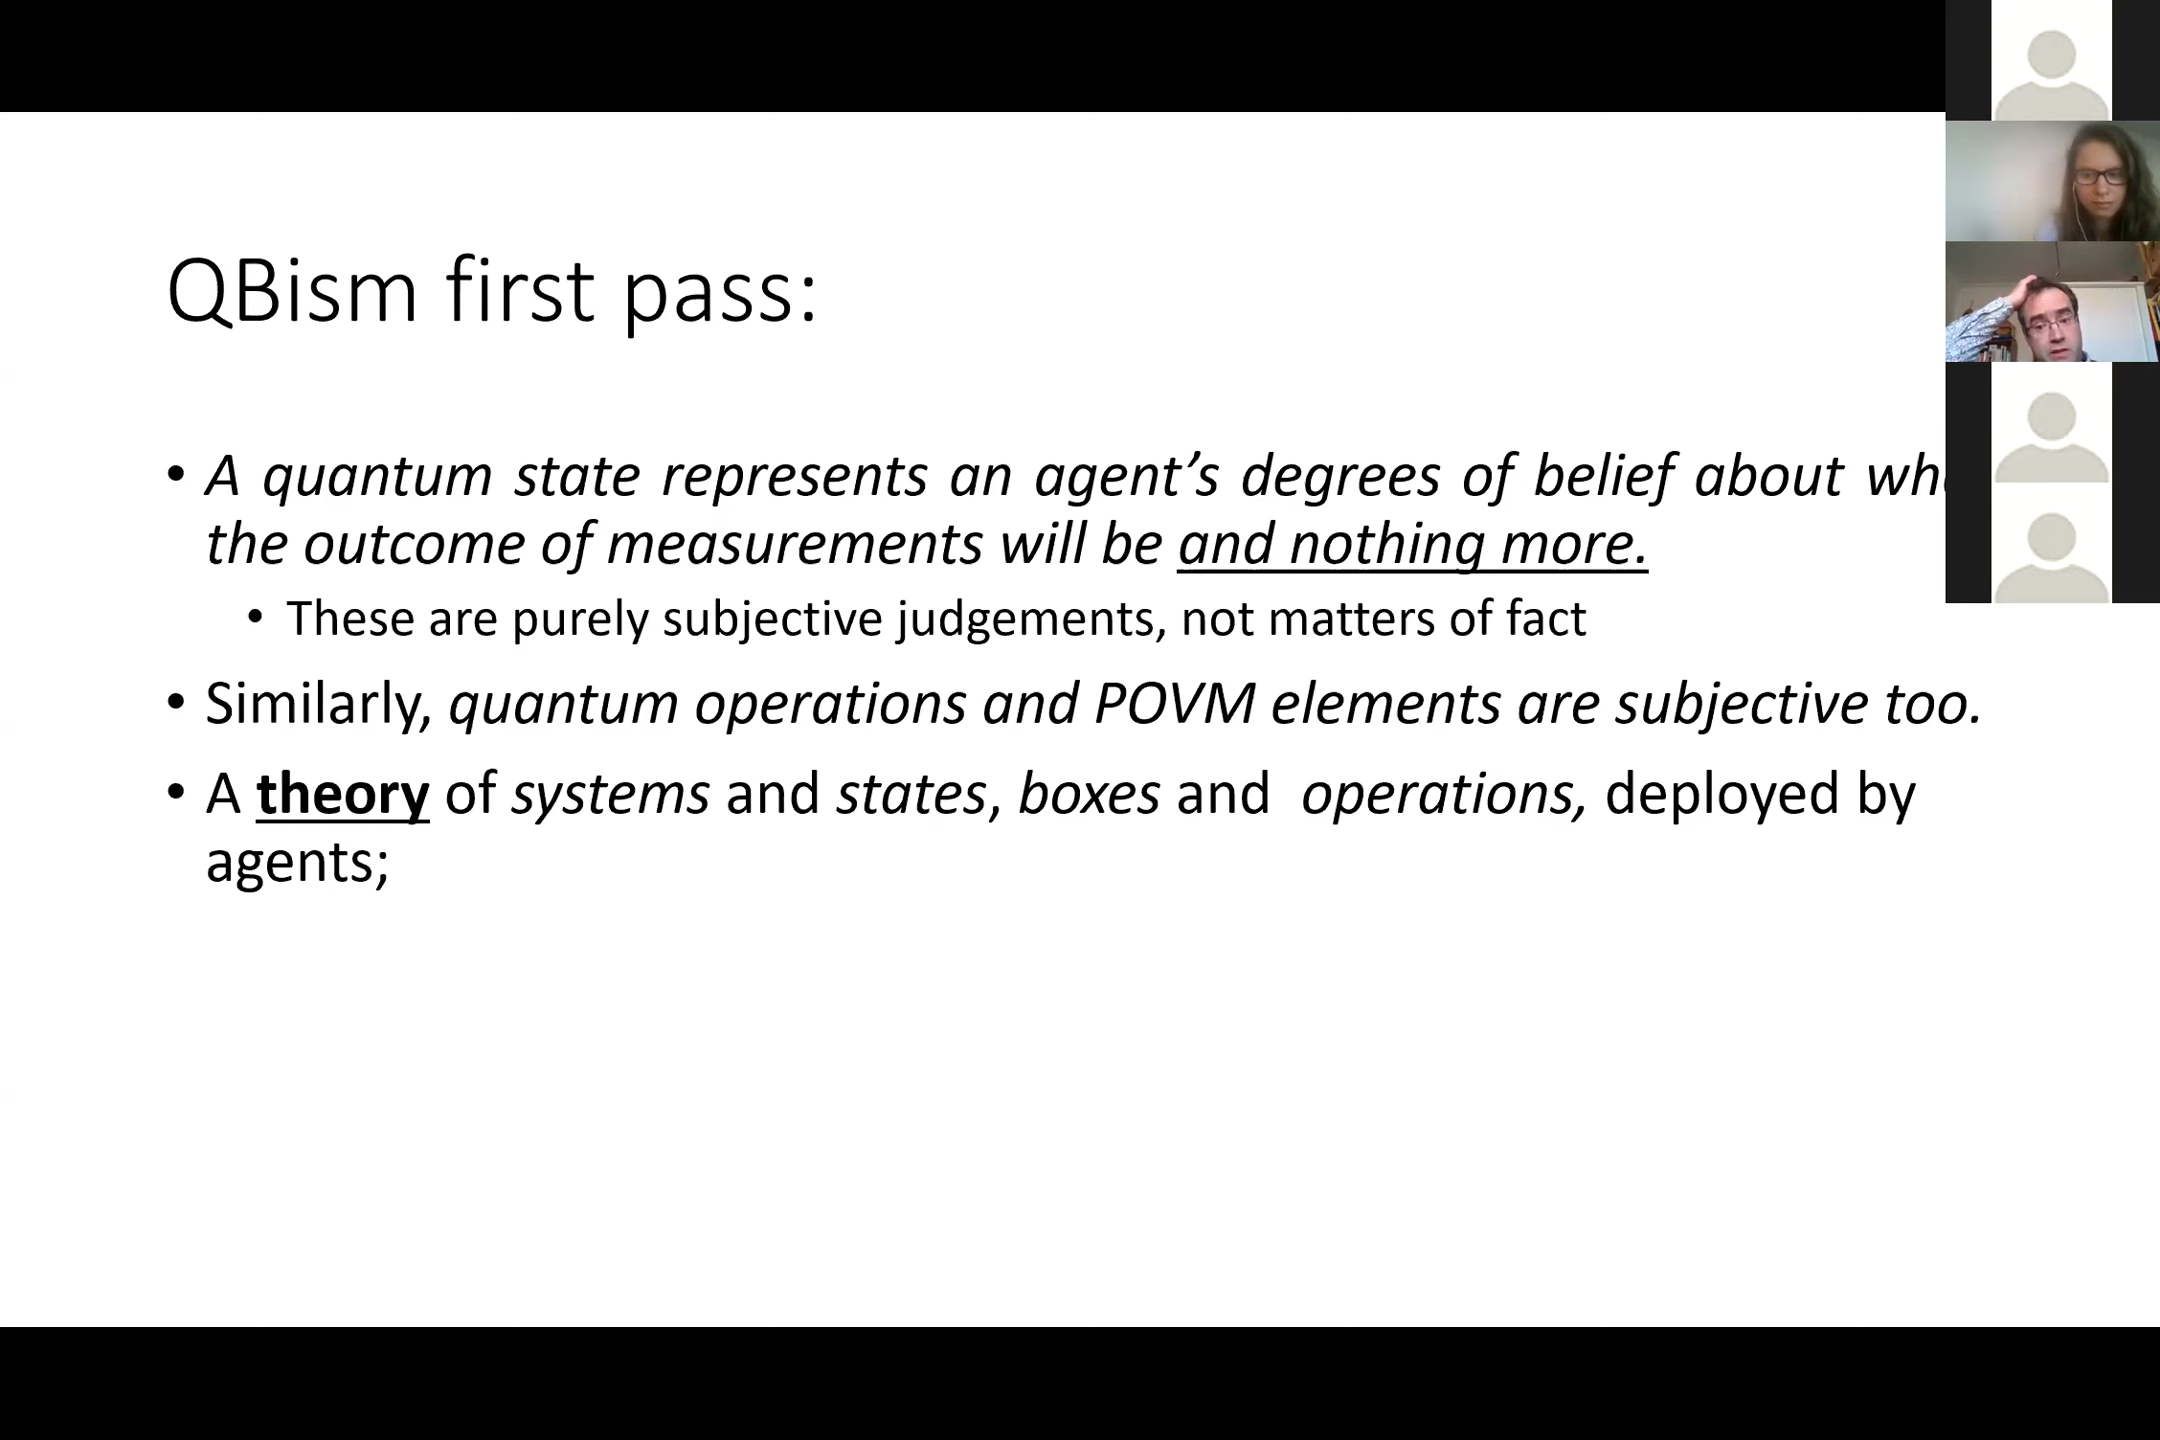 QBism first pass:
• A quantum state represents an agent’s degrees of belief about
the outcome of measurements will be and nothing more.
• These are purely subjective judgements, not matters of fact
• Similarly, quantum operations and POVM elements are subjective too.
• A theory of systems and states, boxes and operations, deployed by
agents;